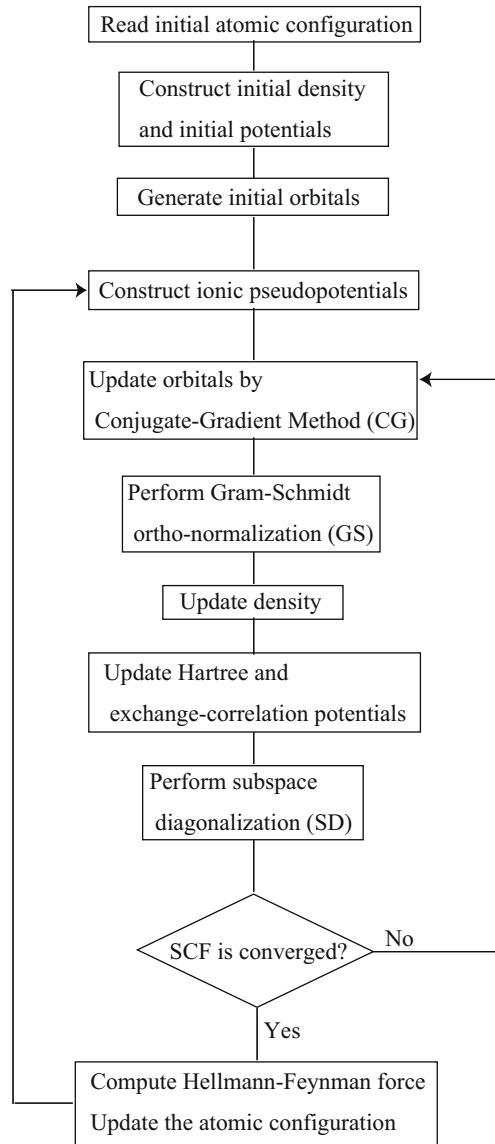 Read initial atomic configuration
Construct initial density
and initial potentials
Generate initial orbitals
Construct ionic pseudopotentials
Update orbitals by
Conjugate-Gradient Method (CG)
Perform Gram-Schmidt
ortho-normalization (GS)
Update density
Update Hartree and
exchange-correlation potentials
Perform subspace
diagonalization (SD)
SCF is converged?
No
Yes
Compute Hellmann-Feynman force
Update the atomic configuration